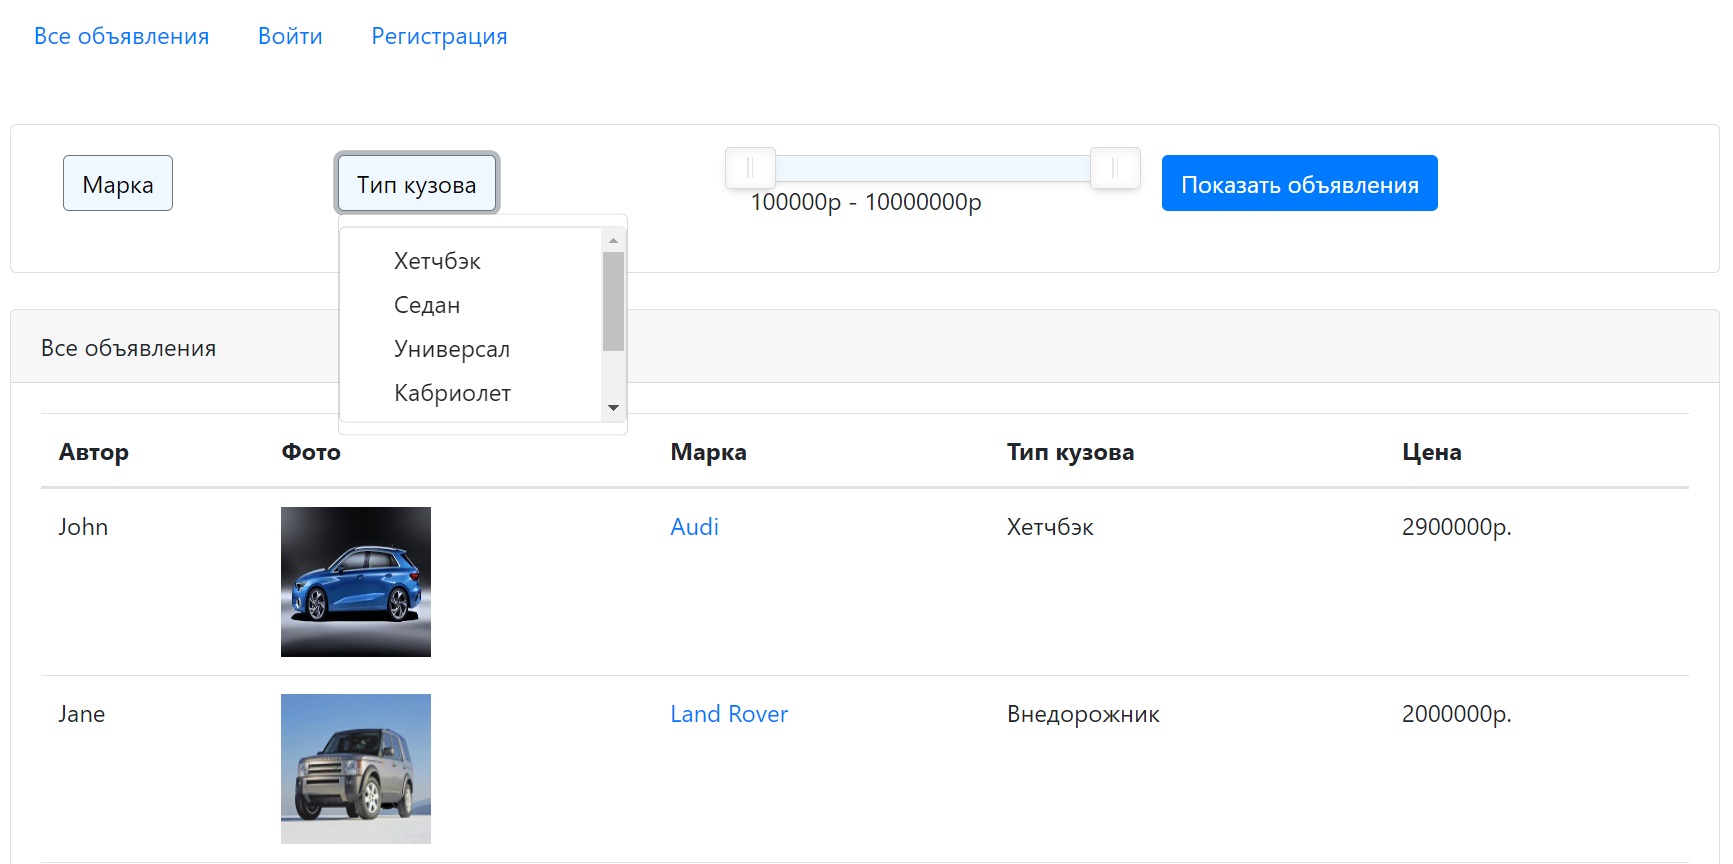 Все объявления Войти Регистрация
Марка Тип кузова Показать объявления
100000р - 10000000р
Хетчбэк
Седан
Универсал
Кабриолет
Все объявления
Автор Фото Марка Тип кузова Цена
John Audi Хетчбэк 2900000р.
Jane Land Rover Внедорожник 2000000р.